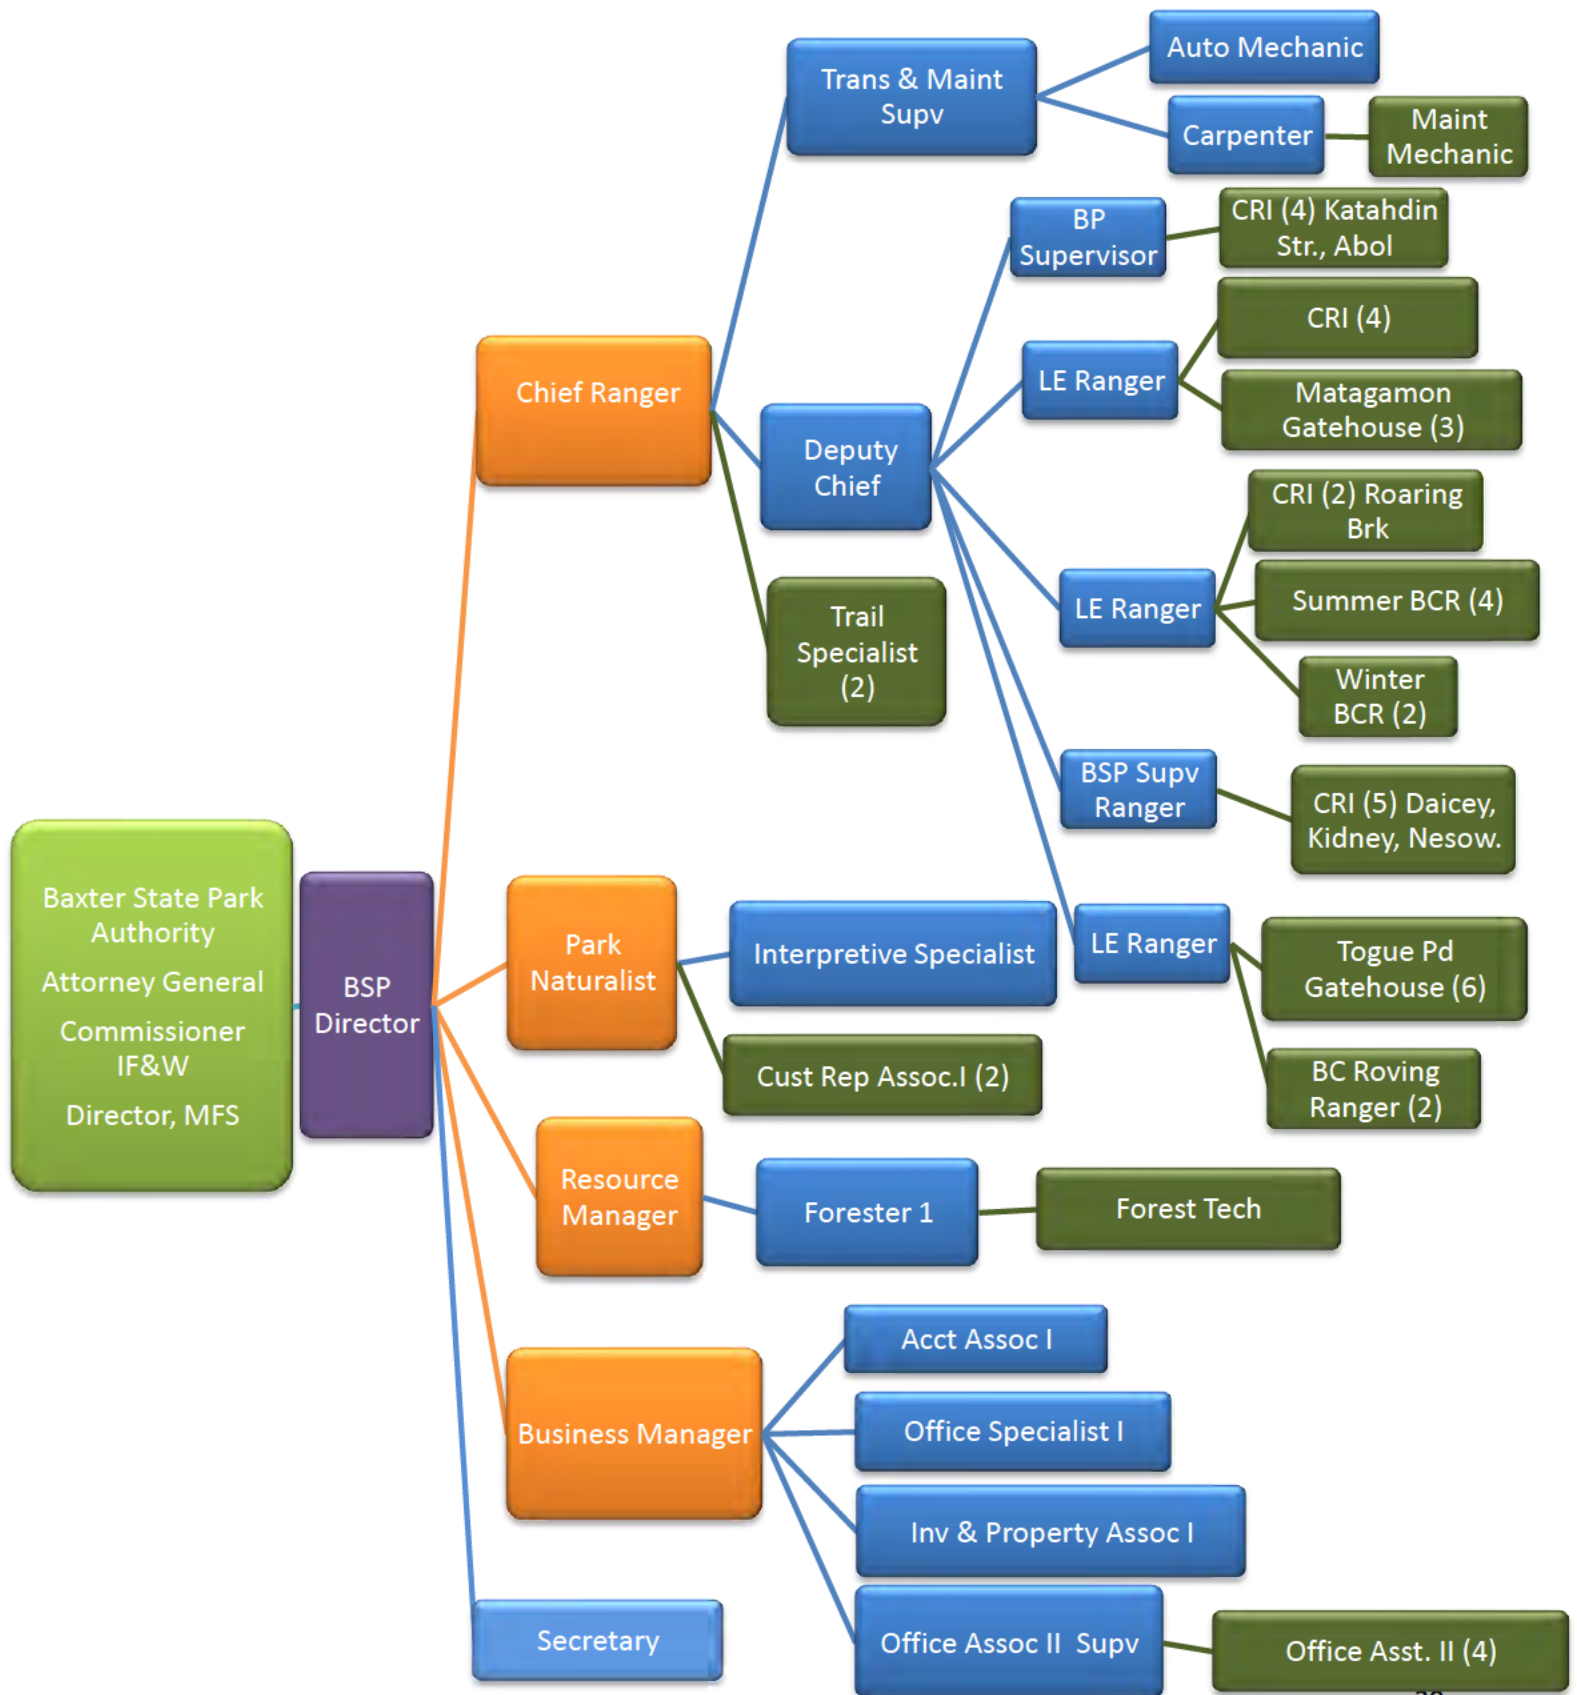 Auto Mechanic
Trans & Maint
Supv
Carpenter
Maint
Mechanic
BP
Supervisor
CRI (4) Katahdin
Str., Abol
CRI (4)
LE Ranger
Matagamon
Gatehouse (3)
Chief Ranger
Deputy
Chief
CRI (2) Roaring
Brk
LE Ranger
Summer BCR (4)
Winter
BCR (2)
Trail
Specialist
(2)
BSP Supv
Ranger
CRI (5) Daicey,
Kidney, Nesow.
Baxter State Park
Authority
Attorney General
Commissioner
IF&W
Director, MFS
BSP
Director
Park
Naturalist
Interpretive Specialist
LE Ranger
Togue Pd
Gatehouse (6)
Cust Rep Assoc.I (2)
BC Roving
Ranger (2)
Resource
Manager
Forester 1
Forest Tech
Acct Assoc I
Office Specialist I
Business Manager
Inv & Property Assoc I
Secretary
Office Assoc II  Supv
Office Asst. II (4)